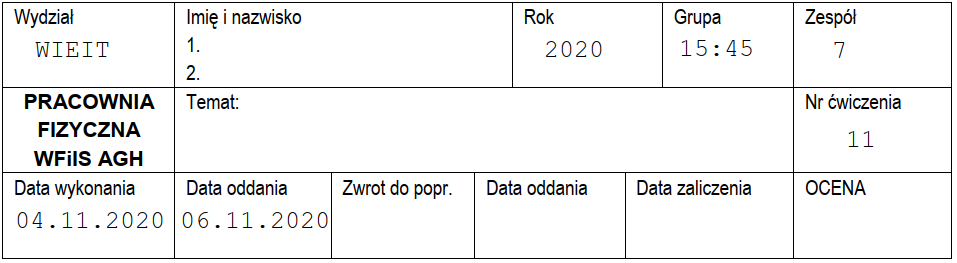 Wydział
WIEIT
Imię i nazwisko
1.
2.
Rok
2020
Grupa
15:45
Zespół
7
PRACOWNIA
FIZYCZNA
WFiIS AGH
Temat:
Nr ćwiczenia
11
Data wykonania
04.11.2020
Data oddania
06.11.2020
Zwrot do popr.
Data oddania
Data zaliczenia
OCENA